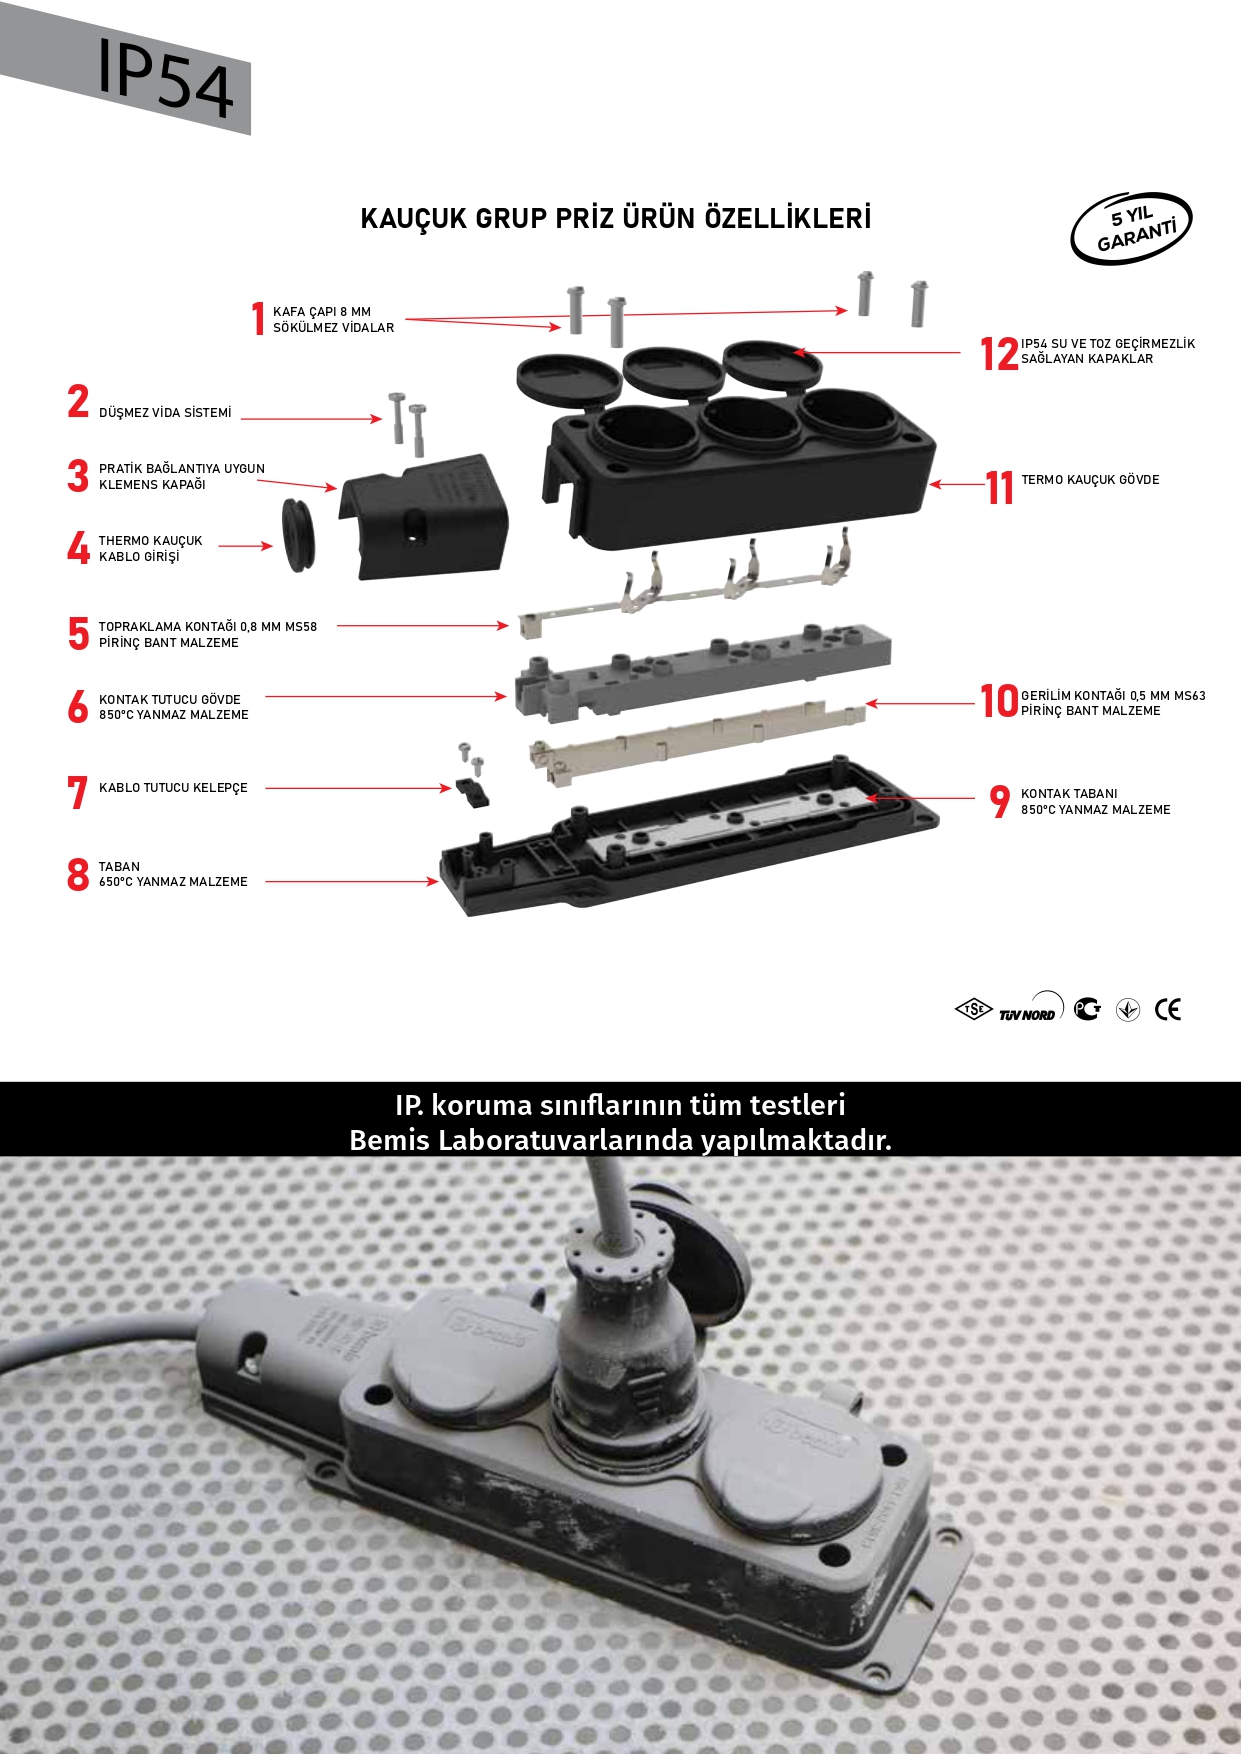 IP54
KAUÇUK GRUP PRİZ ÜRÜN ÖZELLİKLERİ
5 YIL
GARANTİ
1 KAFA ÇAPI 8 MM
SÖKÜLMEZ VİDALAR
2 DÜŞMEZ VİDA SİSTEMİ
3 PRATİK BAĞLANTIYA UYGUN
KLEMENS KAPAĞI
4 THERMO KAUÇUK
KABLO GİRİŞİ
5 TOPRAKLAMA KONTAĞI 0,8 MM MS58
PİRİNÇ BANT MALZEME
6 KONTAK TUTUCU GÖVDE
850°C YANMAZ MALZEME
7 KABLO TUTUCU KELEPÇE
8 TABAN
650°C YANMAZ MALZEME
12 IP54 SU VE TOZ GEÇİRMEZLİK
SAĞLAYAN KAPAKLAR
11 TERMO KAUÇUK GÖVDE
10 GERİLİM KONTAĞI 0,5 MM MS63
PİRİNÇ BANT MALZEME
9 KONTAK TABANI
850°C YANMAZ MALZEME
TSE TÜV NORD PCT CE
IP. koruma sınıflarının tüm testleri
Bemis Laboratuvarlarında yapılmaktadır.
bemis
bemis
bemis